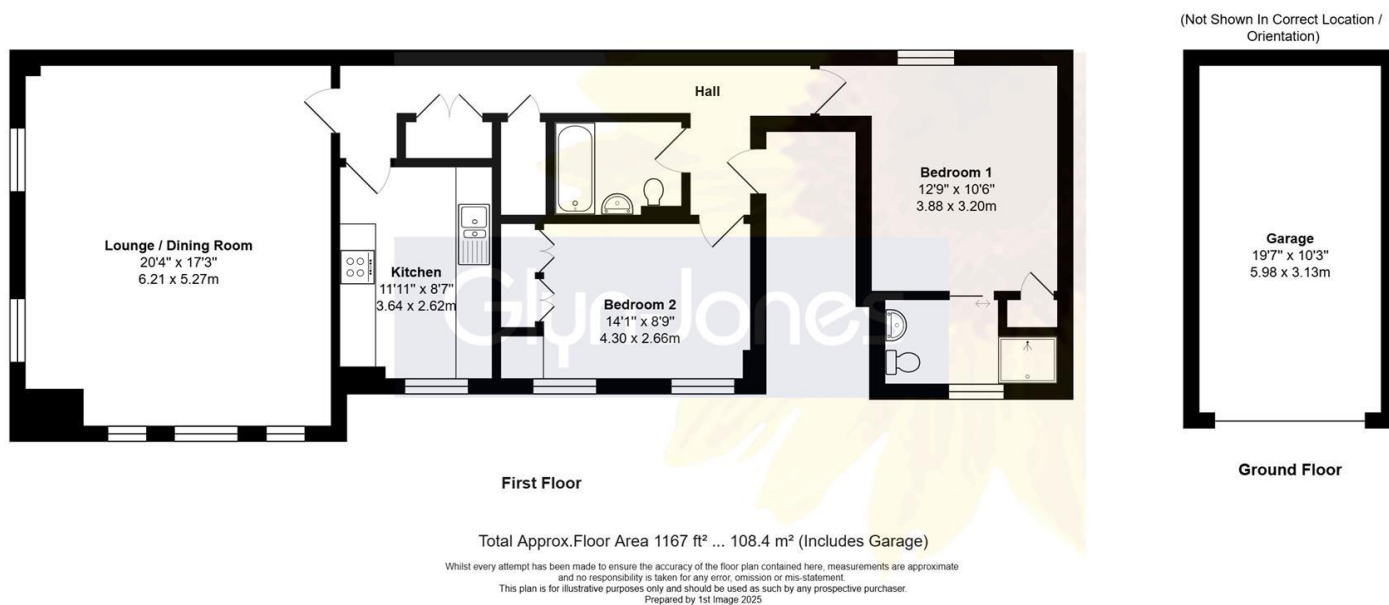 (Not Shown In Correct Location /
Orientation)
Hall
Bedroom 1
12'9" x 10'6"
3.88 x 3.20m
Lounge / Dining Room
20'4" x 17'3"
6.21 x 5.27m
Kitchen
11'11" x 8'7"
3.64 x 2.62m
Bedroom 2
14'1" x 8'9"
4.30 x 2.66m
Garage
19'7" x 10'3"
5.98 x 3.13m
Glyn-Jones
First Floor
Ground Floor
Total Approx.Floor Area 1167 ft² ... 108.4 m² (Includes Garage)
Whilst every attempt has been made to ensure the accuracy of the floor plan contained here, measurements are approximate
and no responsibility is taken for any error, omission or mis-statement.
This plan is for illustrative purposes only and should be used as such by any prospective purchaser.
Prepared by 1st Image 2025